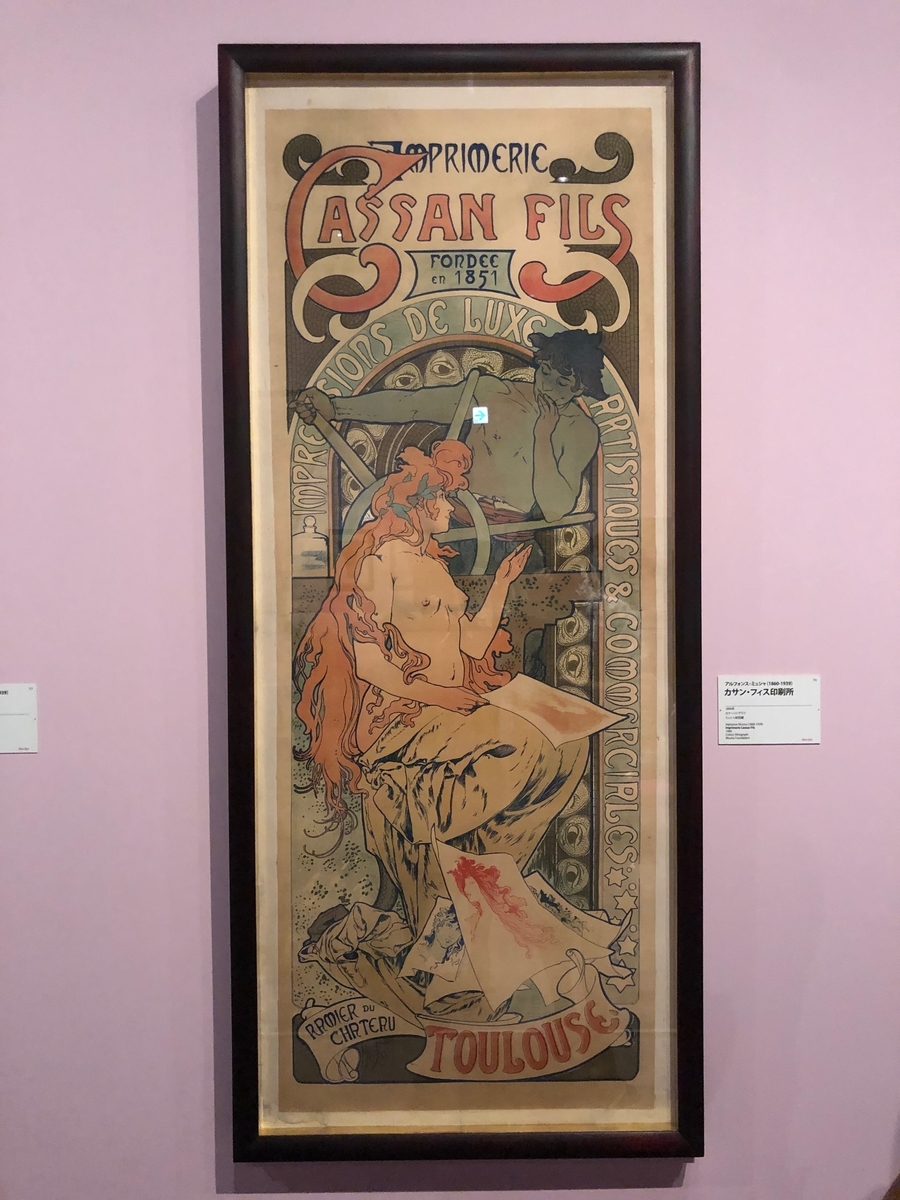 IMPRIMERIE
CASSAN FILS
FONDEE
en 1851
IMPRESSIONS DE LUXE ARTISTIQUES & COMMERCIALES
RAMIER DU
CHATEAU
TOULOUSE
アルフォンス・ミュシャ (1860-1939)
カサン・フィス印刷所